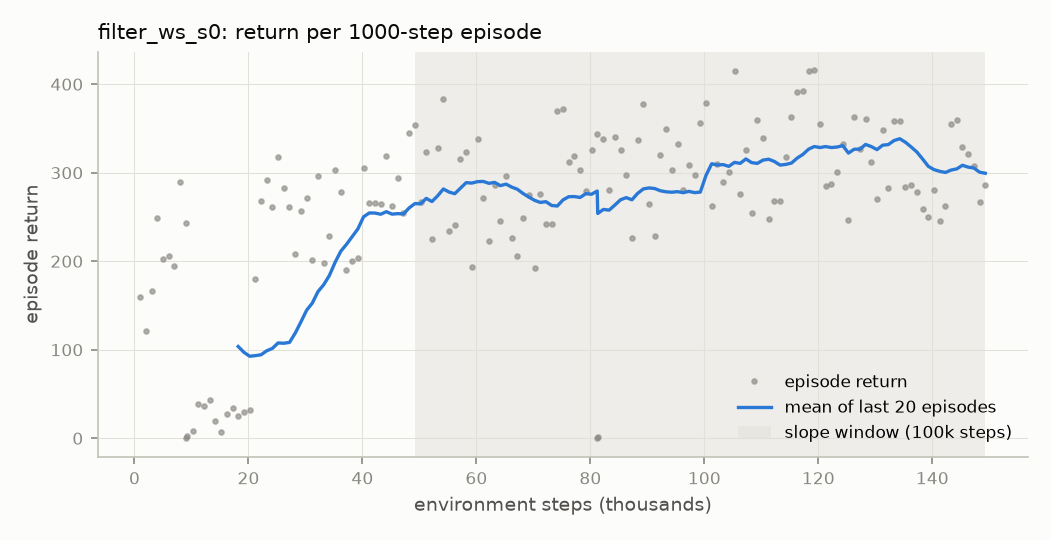 filter_ws_s0: return per 1000-step episode
episode return
400
300
200
100
0
episode return
mean of last 20 episodes
slope window (100k steps)
0 20 40 60 80 100 120 140
environment steps (thousands)